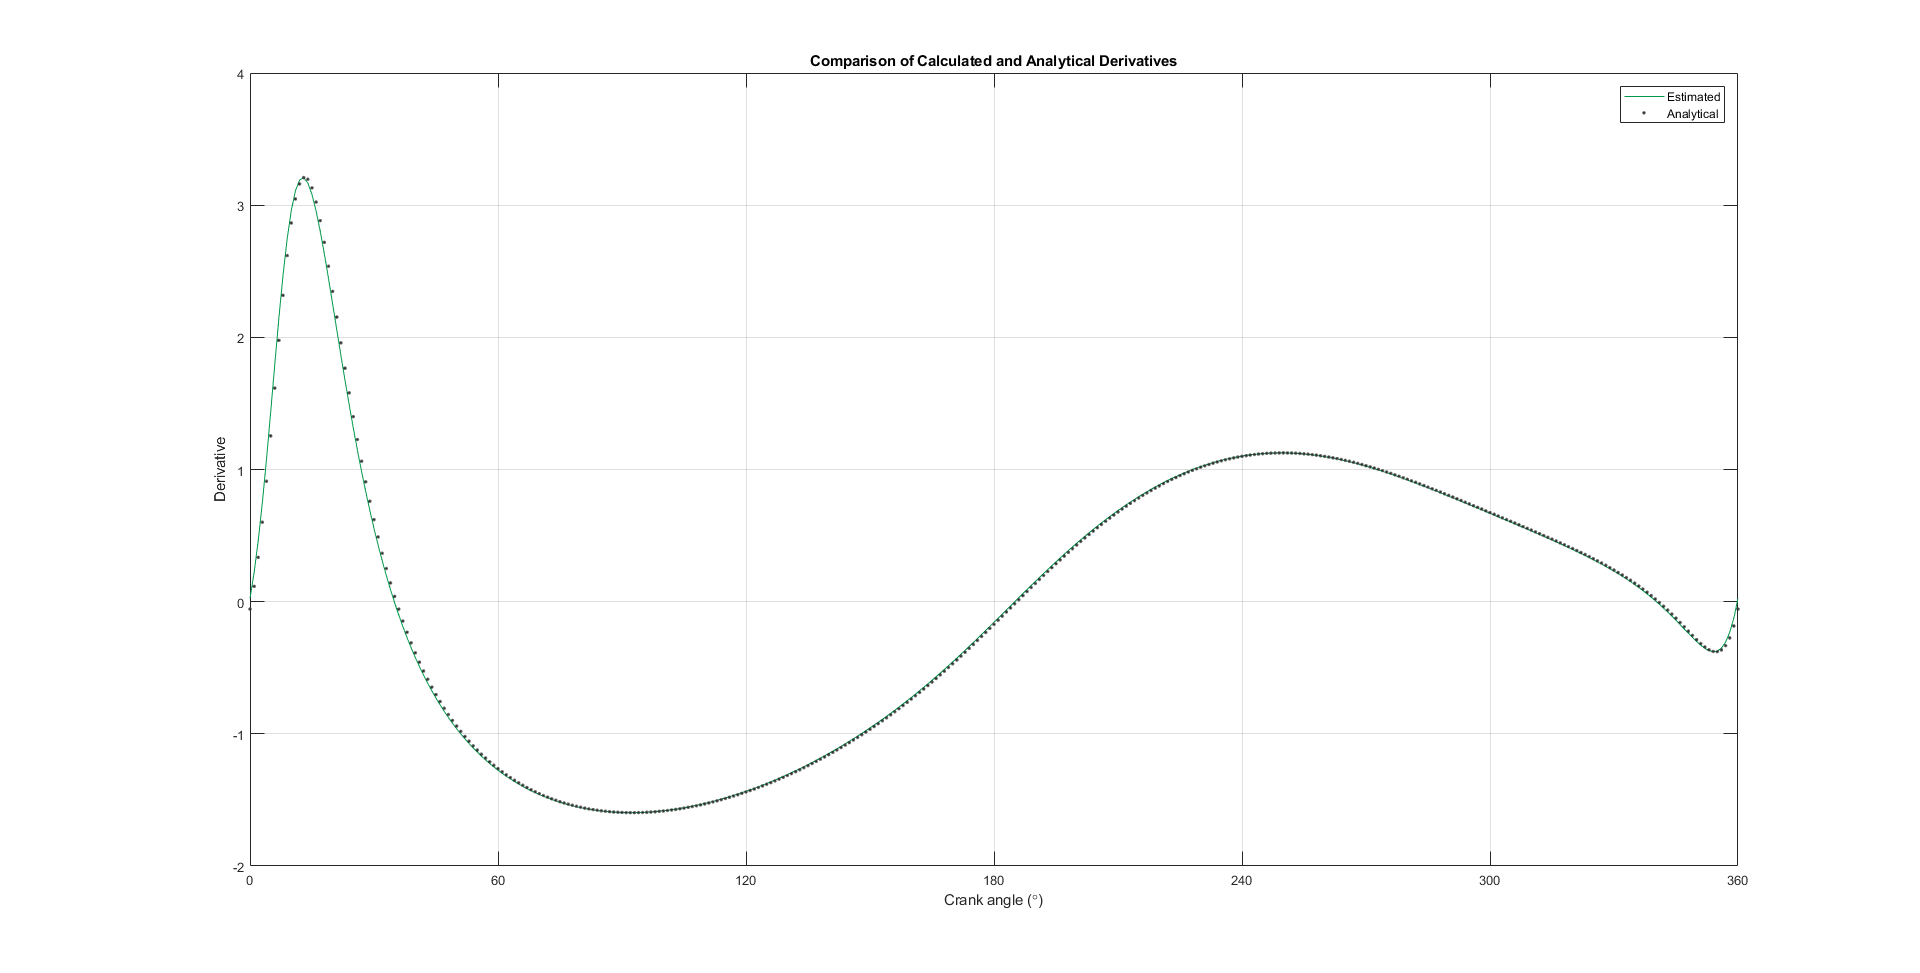 Comparison of Calculated and Analytical Derivatives
4
Estimated
Analytical
3
2
Derivative
1
0
-1
-2
0 60 120 180 240 300 360
Crank angle (°)